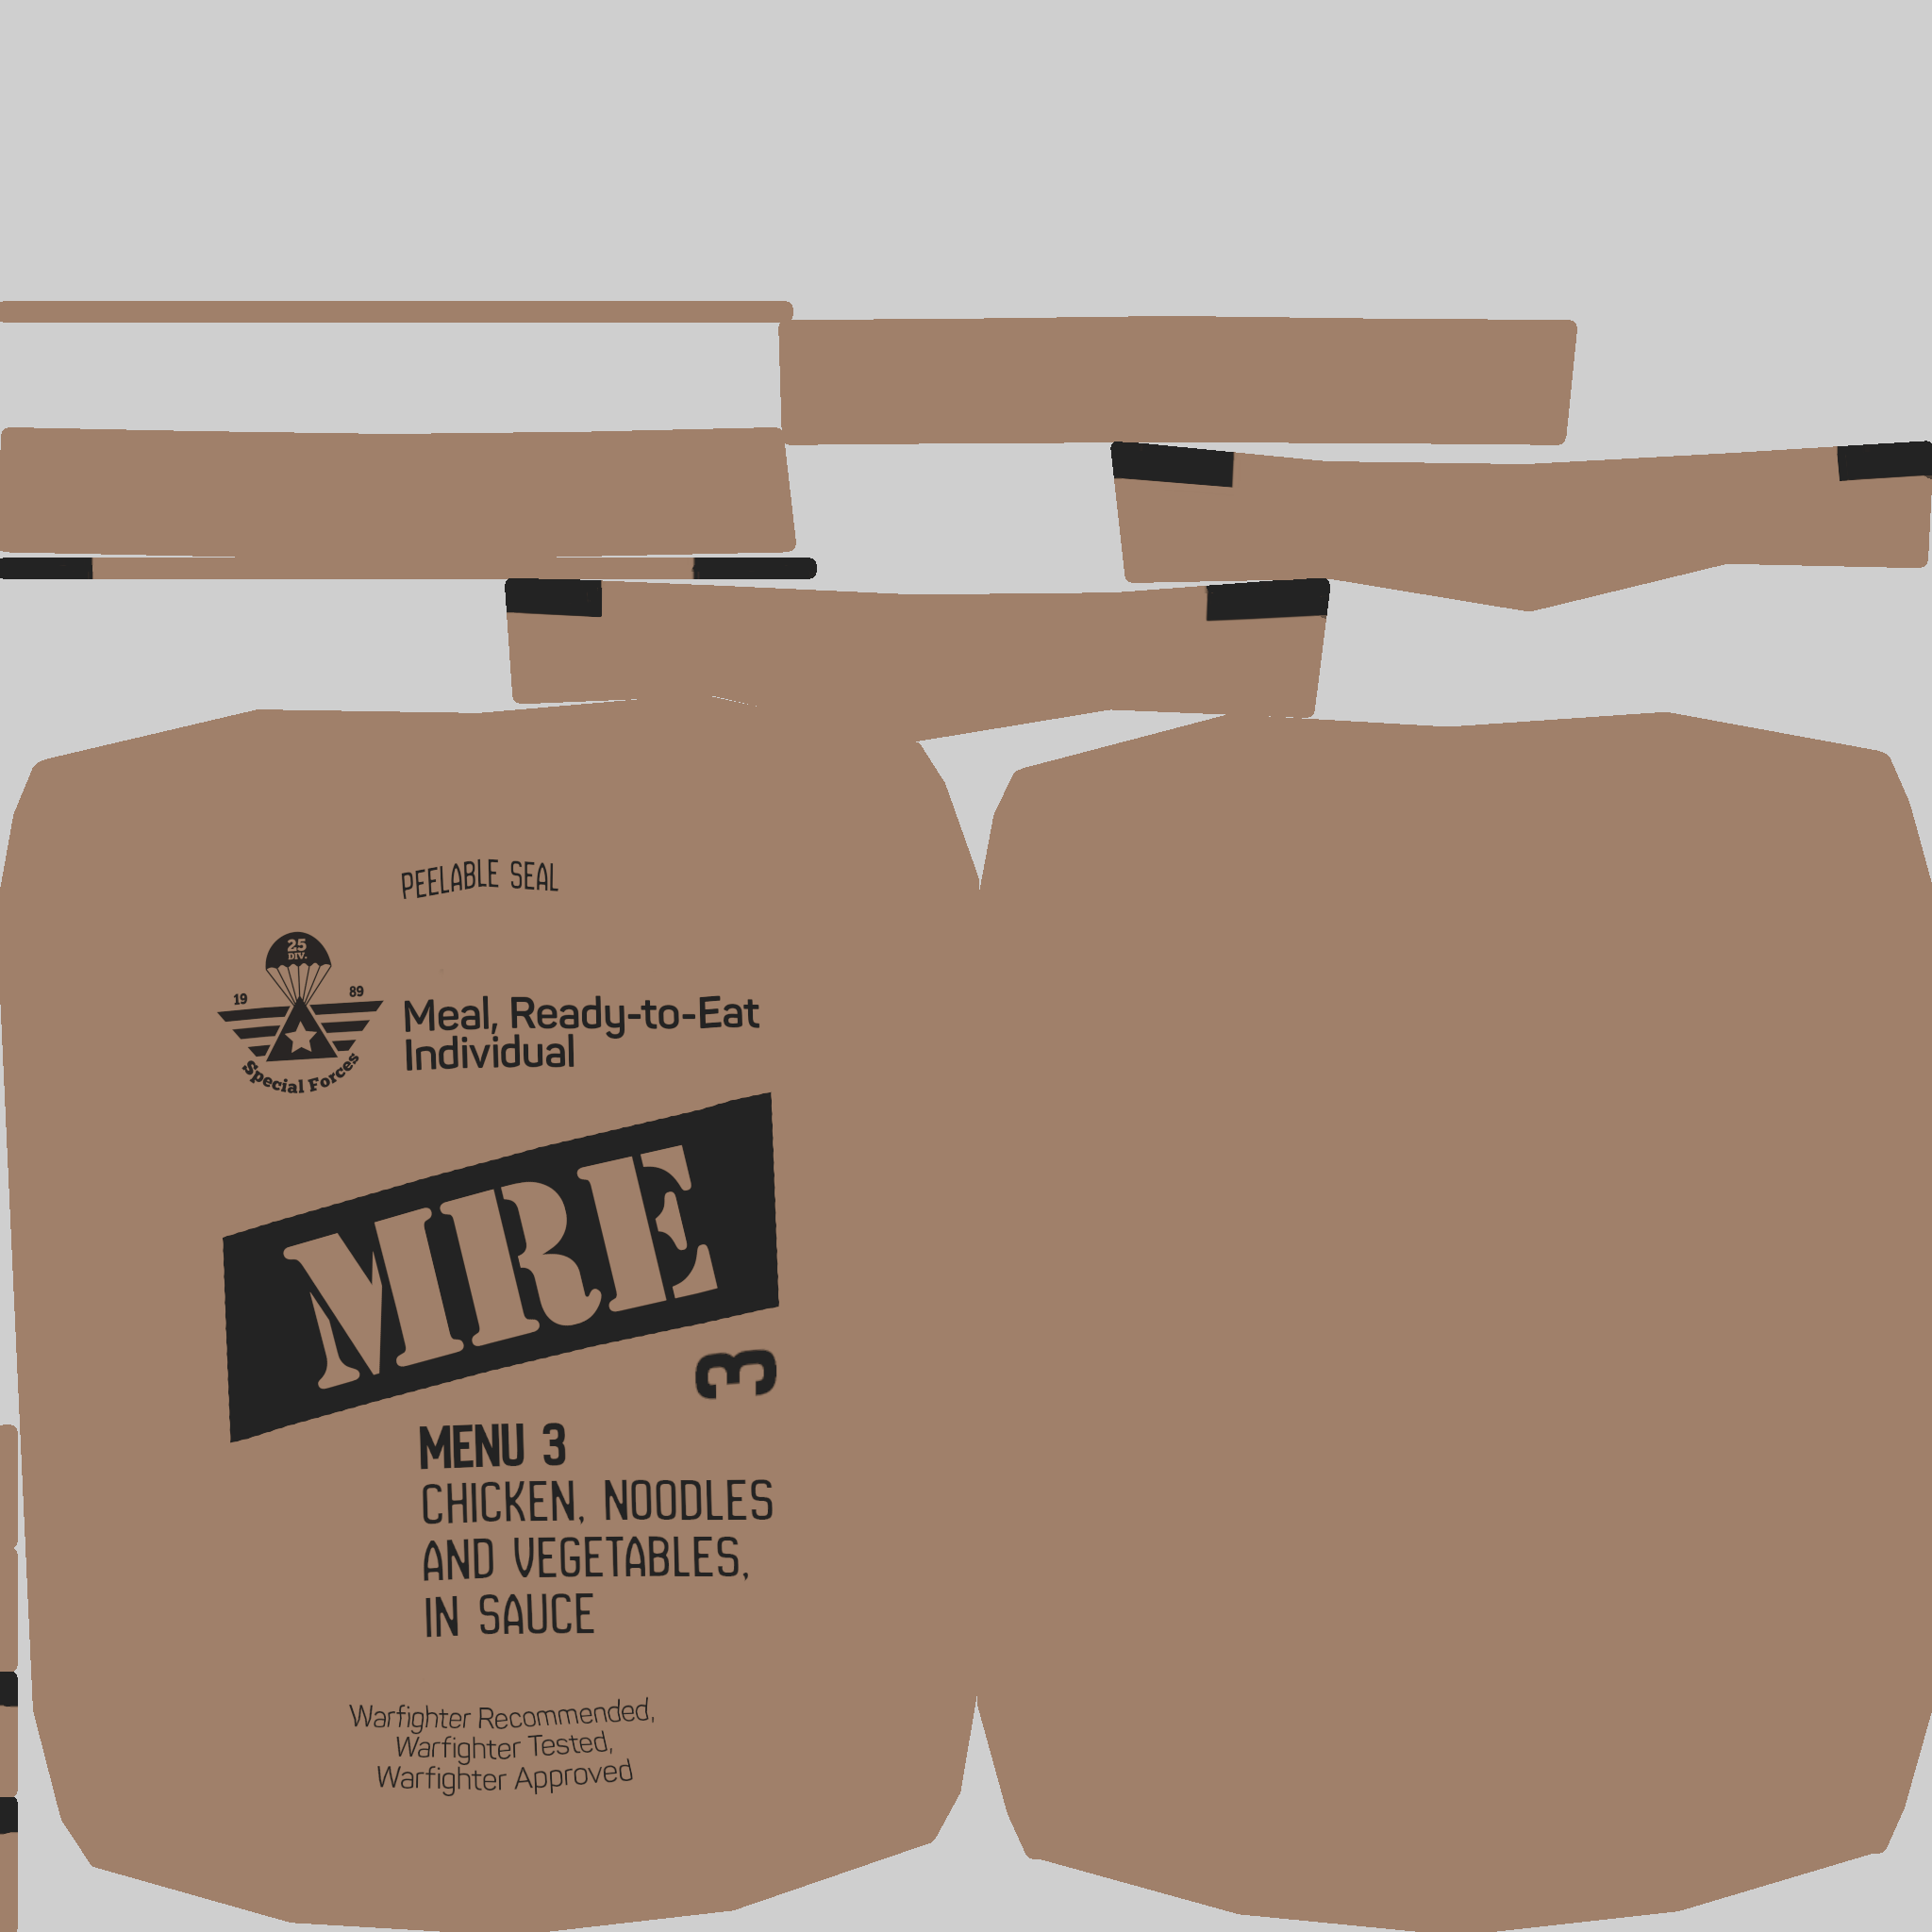 PEELABLE SEAL
25
DIV.
19
89
Special Forces
Meal, Ready-to-Eat
Individual
MRE
3
MENU 3
CHICKEN, NOODLES
AND VEGETABLES,
IN SAUCE
Warfighter Recommended,
Warfighter Tested,
Warfighter Approved